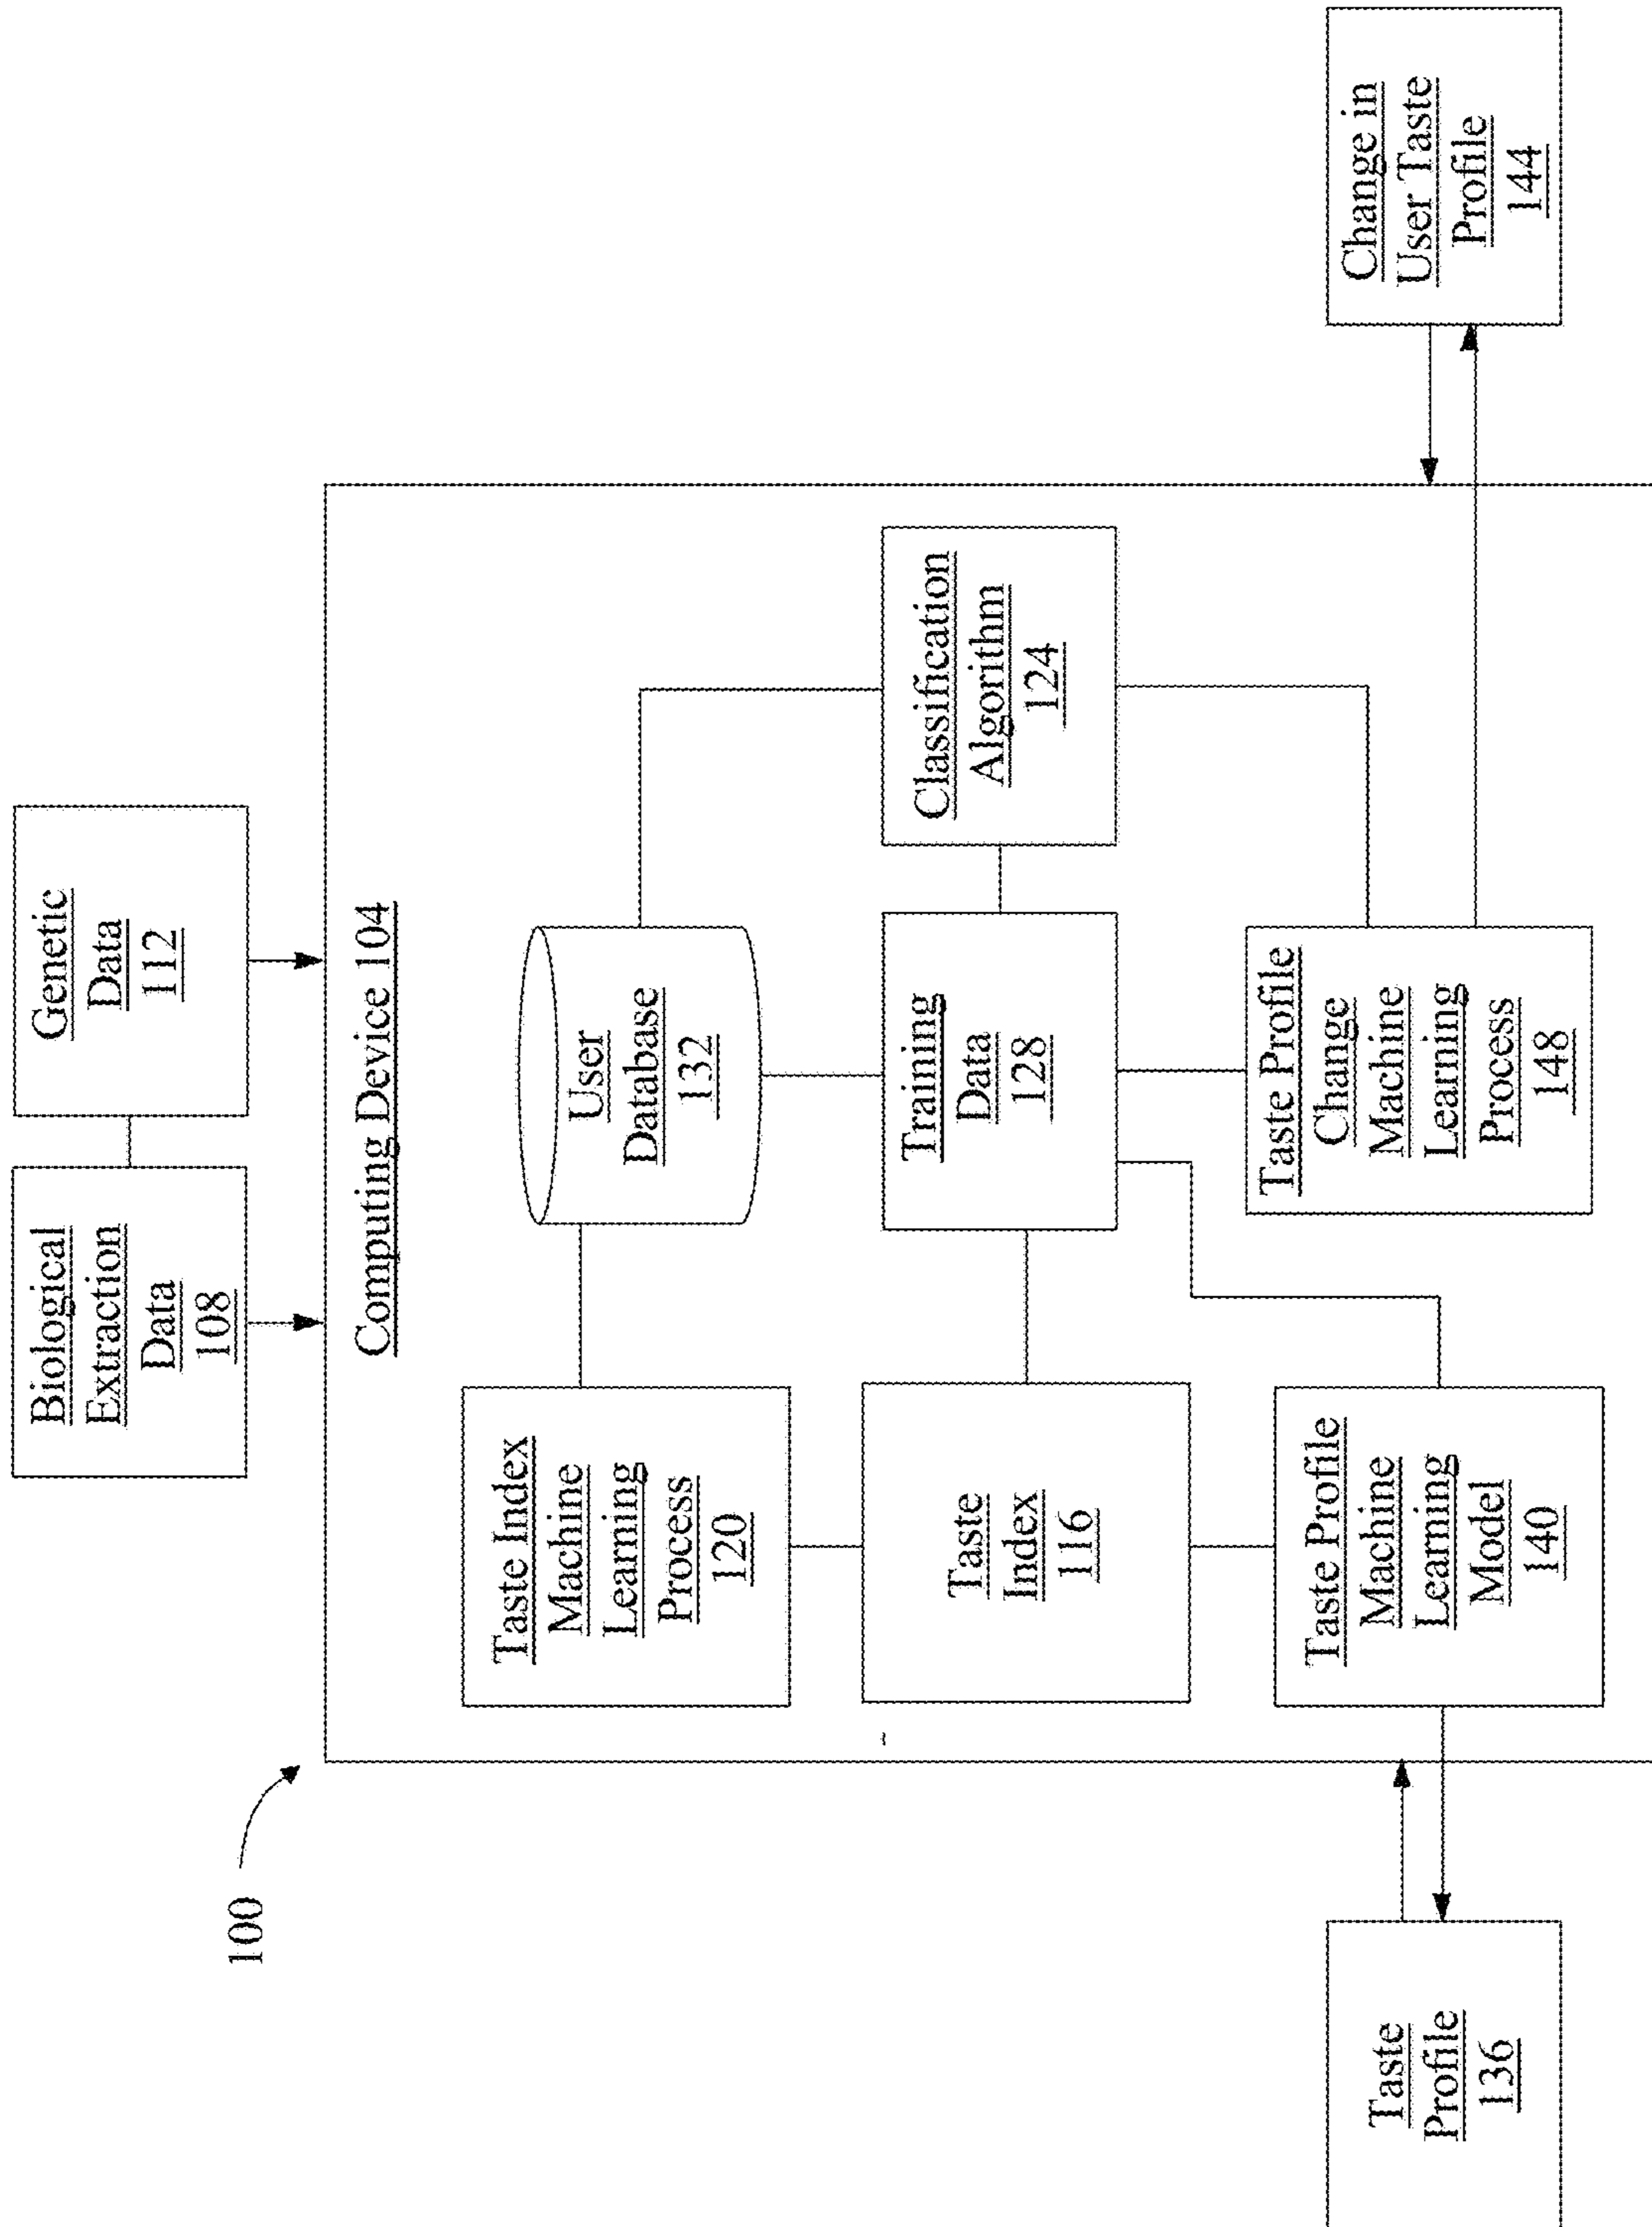 100
Biological
Extraction
Data
108
Genetic
Data
112
Computing Device 104
Taste Index
Machine
Learning
Process
120
User
Database
132
Taste
Index
116
Training
Data
128
Classification
Algorithm
124
Taste Profile
Machine
Learning
Model
140
Taste Profile
Change
Machine
Learning
Process
148
Taste
Profile
136
Change in
User Taste
Profile
144